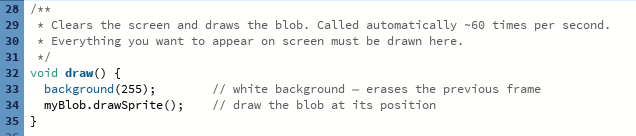 28 /**
29  * Clears the screen and draws the blob. Called automatically ~60 times per second.
30  * Everything you want to appear on screen must be drawn here.
31  */
32 void draw() {
33   background(255);       // white background — erases the previous frame
34   myBlob.drawSprite();    // draw the blob at its position
35 }